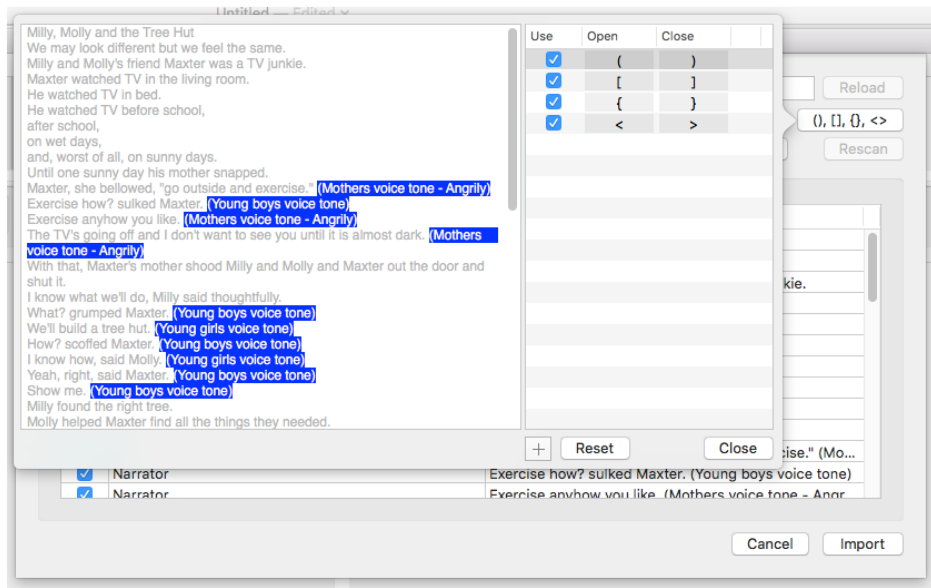 Untitled — Edited
Milly, Molly and the Tree Hut
We may look different but we feel the same.
Milly and Molly's friend Maxter was a TV junkie.
Maxter watched TV in the living room.
He watched TV in bed.
He watched TV before school,
after school,
on wet days,
and, worst of all, on sunny days.
Until one sunny day his mother snapped.
Maxter, she bellowed, "go outside and exercise." (Mothers voice tone - Angrily)
Exercise how? sulked Maxter. (Young boys voice tone)
Exercise anyhow you like. (Mothers voice tone - Angrily)
The TV's going off and I don't want to see you until it is almost dark. (Mothers
voice tone - Angrily)
With that, Maxter's mother shood Milly and Molly and Maxter out the door and
shut it.
I know what we'll do, Milly said thoughtfully.
What? grumped Maxter. (Young boys voice tone)
We'll build a tree hut. (Young girls voice tone)
How? scoffed Maxter. (Young boys voice tone)
I know how, said Molly. (Young girls voice tone)
Yeah, right, said Maxter. (Young boys voice tone)
Show me. (Young boys voice tone)
Milly found the right tree.
Molly helped Maxter find all the things they needed.
Use Open Close
( )
[ ]
{ }
< >
+ Reset Close
Reload
(), [], {}, <>
Rescan
kie.
cise." (Mo...
Narrator Exercise how? sulked Maxter. (Young boys voice tone)
Narrator Exercise anyhow you like. (Mothers voice tone - Angr...
Cancel Import